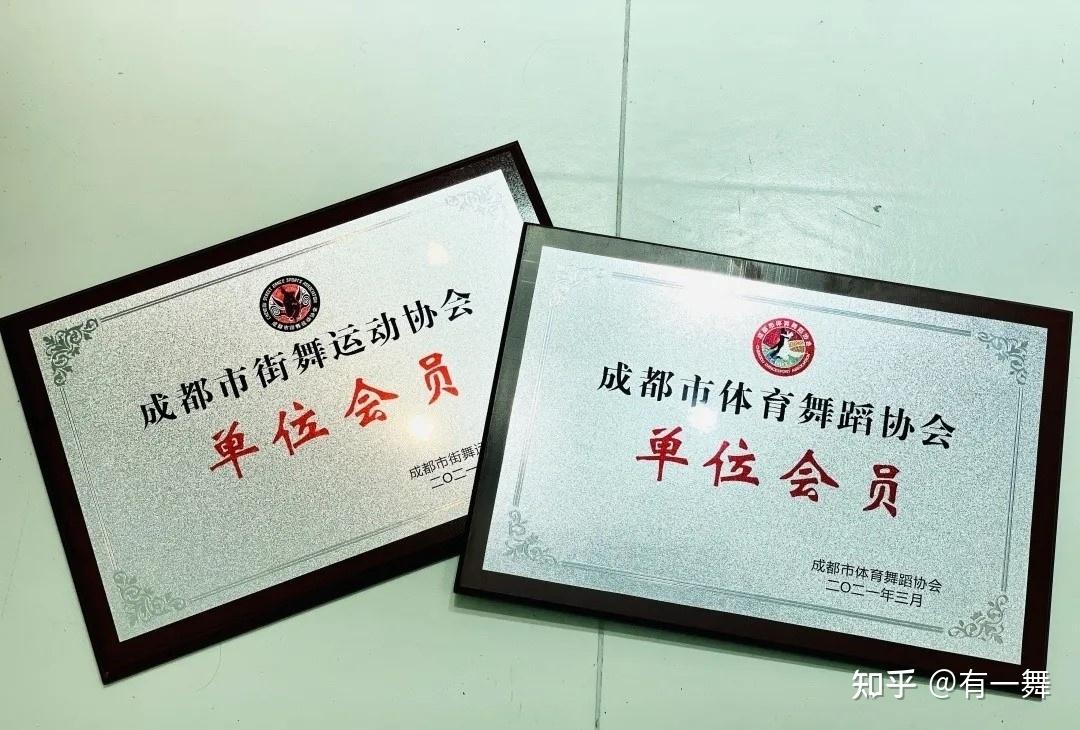 成都市街舞运动协会
单位会员
成都市街舞运
二〇二一
成都市体育舞蹈协会
单位会员
成都市体育舞蹈协会
二〇二一年三月
知乎 @有一舞